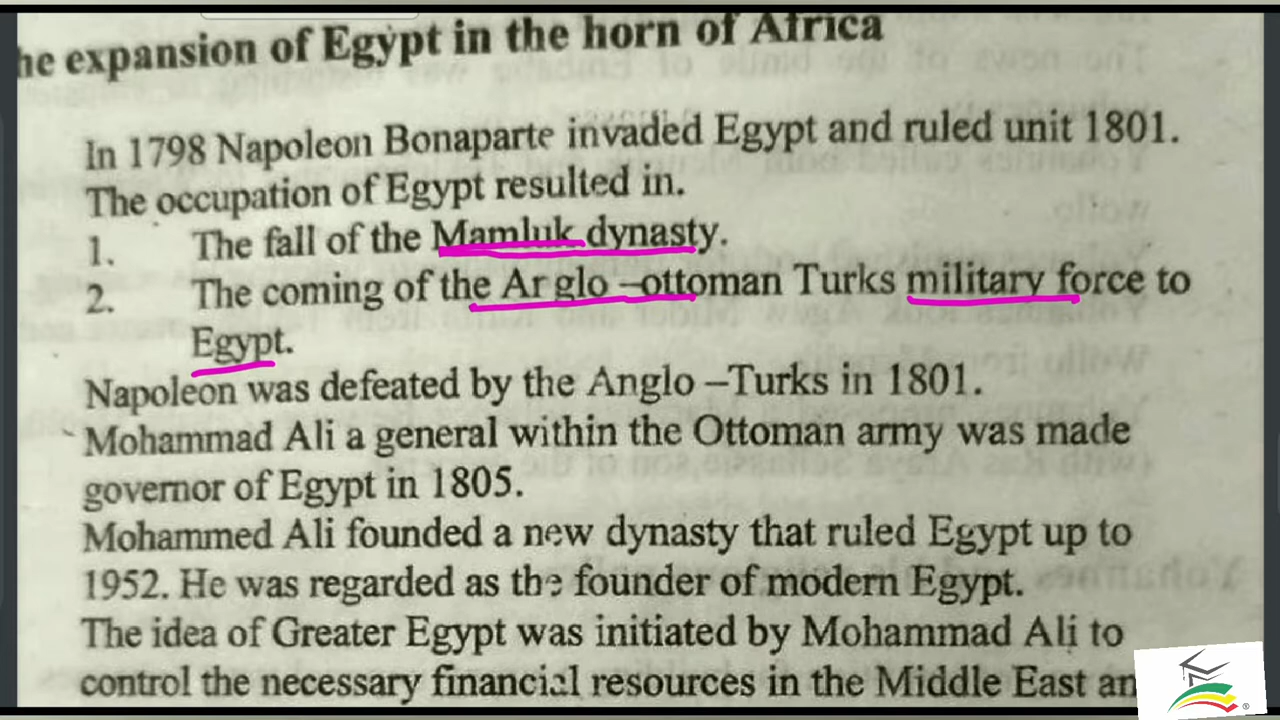 he expansion of Egypt in the horn of Africa
In 1798 Napoleon Bonaparte invaded Egypt and ruled unit 1801.
The occupation of Egypt resulted in.
1. The fall of the Mamluk dynasty.
2. The coming of the Ar glo –ottoman Turks military force to
Egypt.
Napoleon was defeated by the Anglo –Turks in 1801.
Mohammad Ali a general within the Ottoman army was made
governor of Egypt in 1805.
Mohammed Ali founded a new dynasty that ruled Egypt up to
1952. He was regarded as the founder of modern Egypt.
The idea of Greater Egypt was initiated by Mohammad Ali to
control the necessary financial resources in the Middle East an